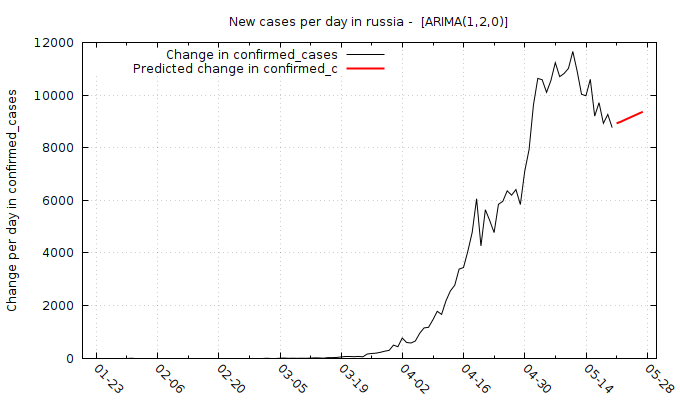 New cases per day in russia -  [ARIMA(1,2,0)]
Change in confirmed_cases
Predicted change in confirmed_c
Change per day in confirmed_cases
12000
10000
8000
6000
4000
2000
0
01-23 02-06 02-20 03-05 03-19 04-02 04-16 04-30 05-14 05-28